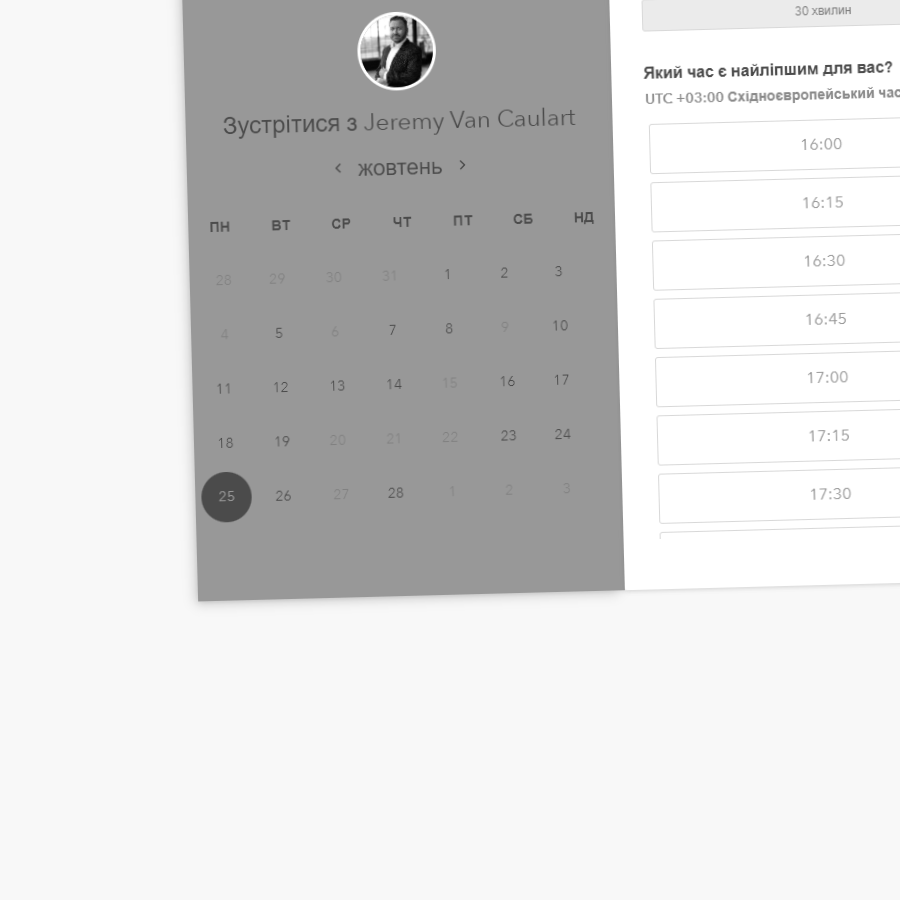 Зустрітися з Jeremy Van Caulart
жовтень
ПН ВТ СР ЧТ ПТ СБ НД
28 29 30 31 1 2 3
4 5 6 7 8 9 10
11 12 13 14 15 16 17
18 19 20 21 22 23 24
25 26 27 28 1 2 3
30 хвилин
Який час є найліпшим для вас?
UTC +03:00 Східноєвропейський час
16:00
16:15
16:30
16:45
17:00
17:15
17:30